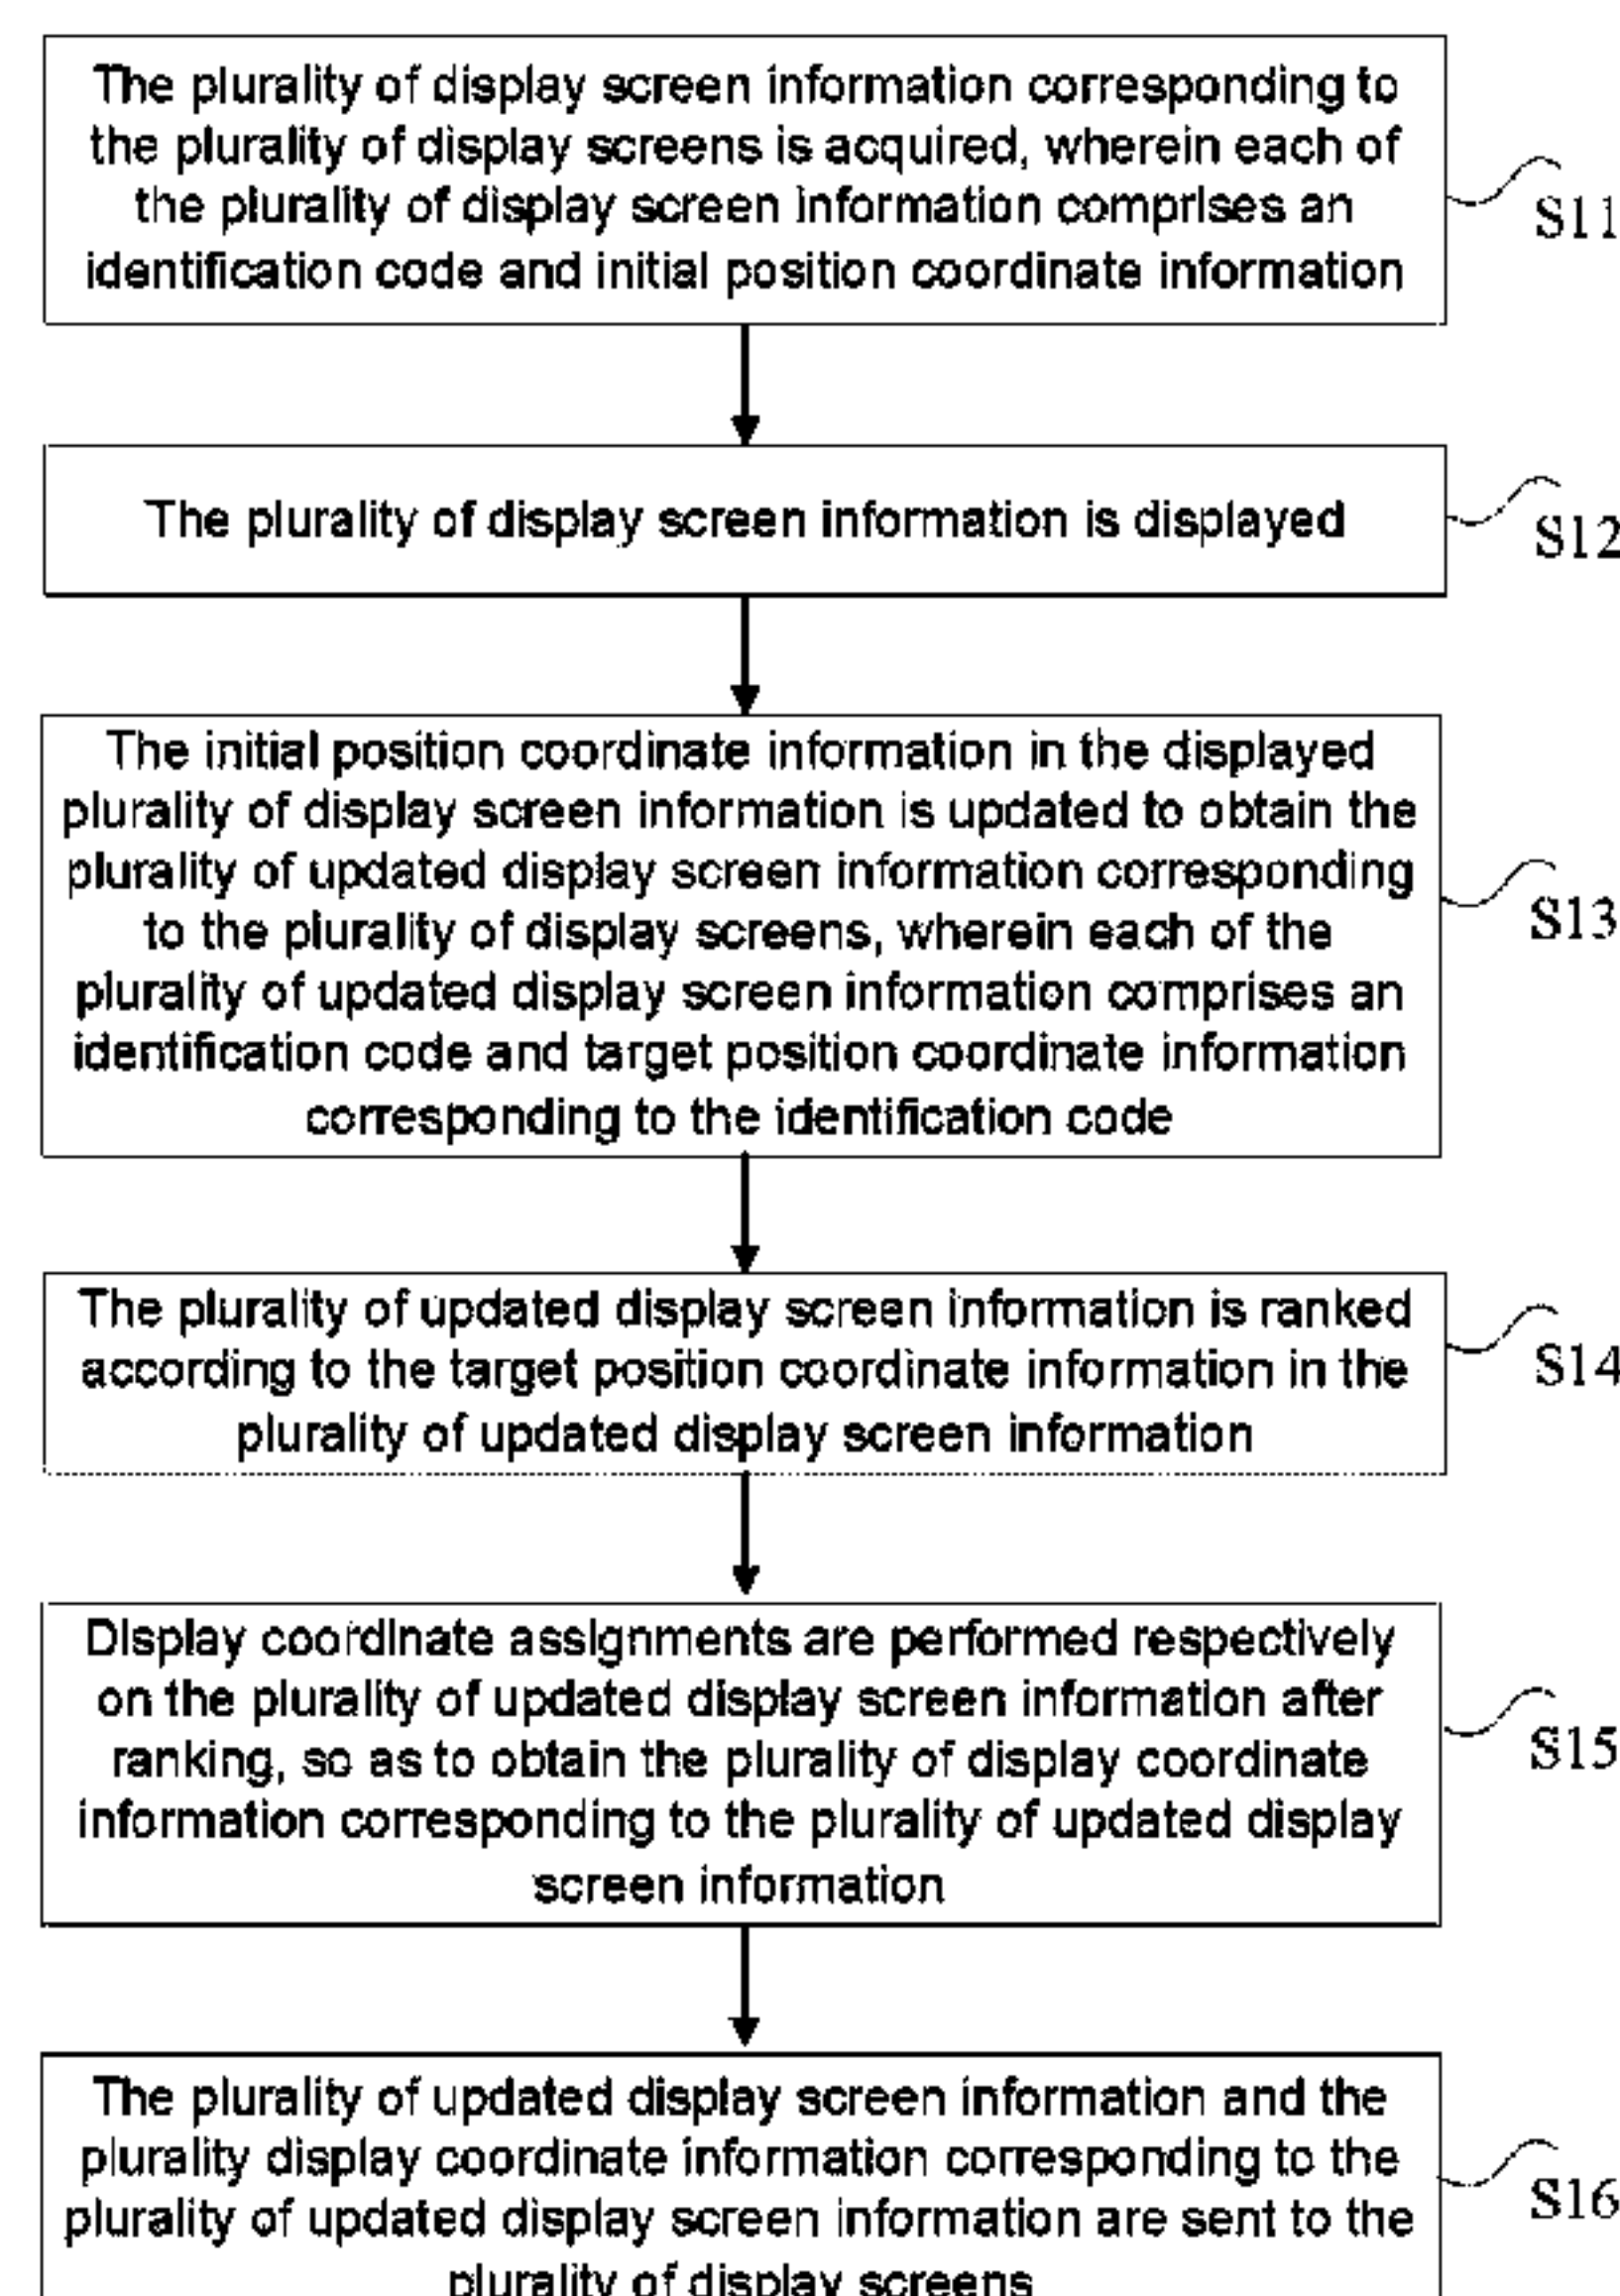 The plurality of display screen information corresponding to
the plurality of display screens is acquired, wherein each of
the plurality of display screen information comprises an
identification code and initial position coordinate information
S11
The plurality of display screen information is displayed
S12
The initial position coordinate information in the displayed
plurality of display screen information is updated to obtain the
plurality of updated display screen information corresponding
to the plurality of display screens, wherein each of the
plurality of updated display screen information comprises an
identification code and target position coordinate information
corresponding to the identification code
S13
The plurality of updated display screen information is ranked
according to the target position coordinate information in the
plurality of updated display screen information
S14
Display coordinate assignments are performed respectively
on the plurality of updated display screen information after
ranking, so as to obtain the plurality of display coordinate
information corresponding to the plurality of updated display
screen information
S15
The plurality of updated display screen information and the
plurality display coordinate information corresponding to the
plurality of updated display screen information are sent to the
plurality of display screens
S16